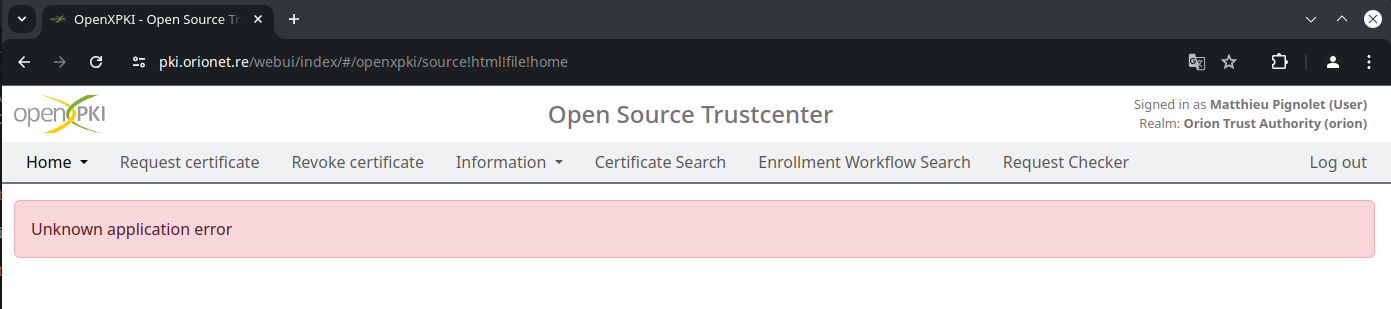 OpenXPKI - Open Source Tr
pki.orionet.re/webui/index/#/openxpki/source!html!file!home
openXPKI
Open Source Trustcenter
Signed in as Matthieu Pignolet (User)
Realm: Orion Trust Authority (orion)
Home Request certificate Revoke certificate Information Certificate Search Enrollment Workflow Search Request Checker Log out
Unknown application error